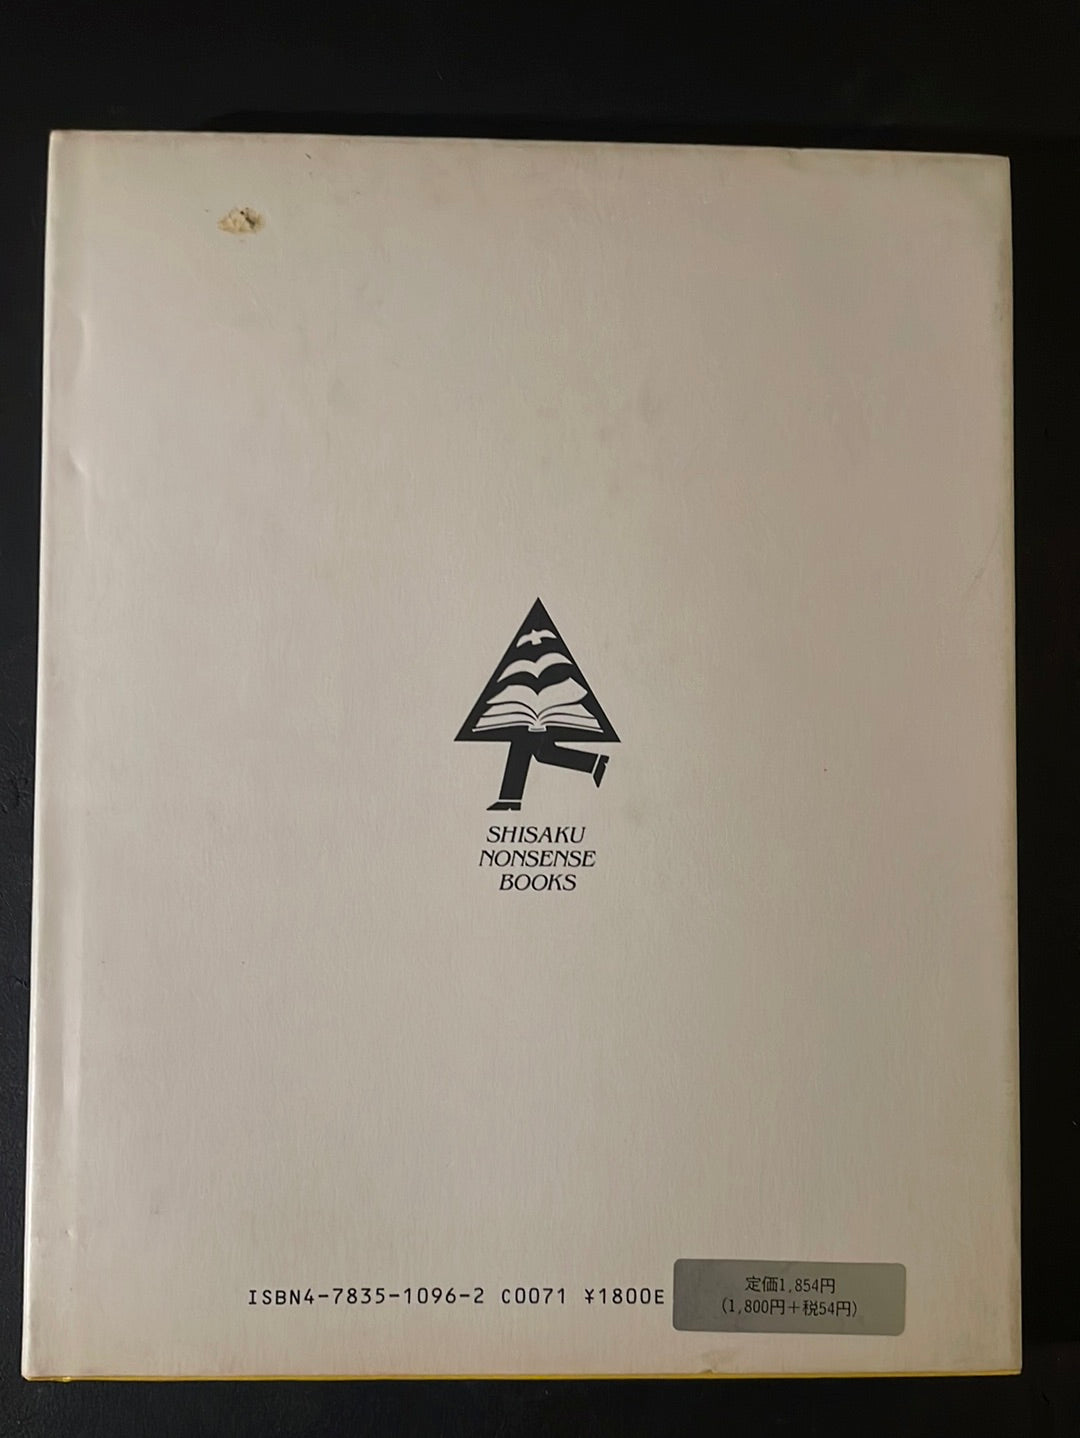 SHISAKU
NONSENSE
BOOKS
ISBN4-7835-1096-2 C0071 ¥1800E
定価1,854円
(1,800円+税54円)